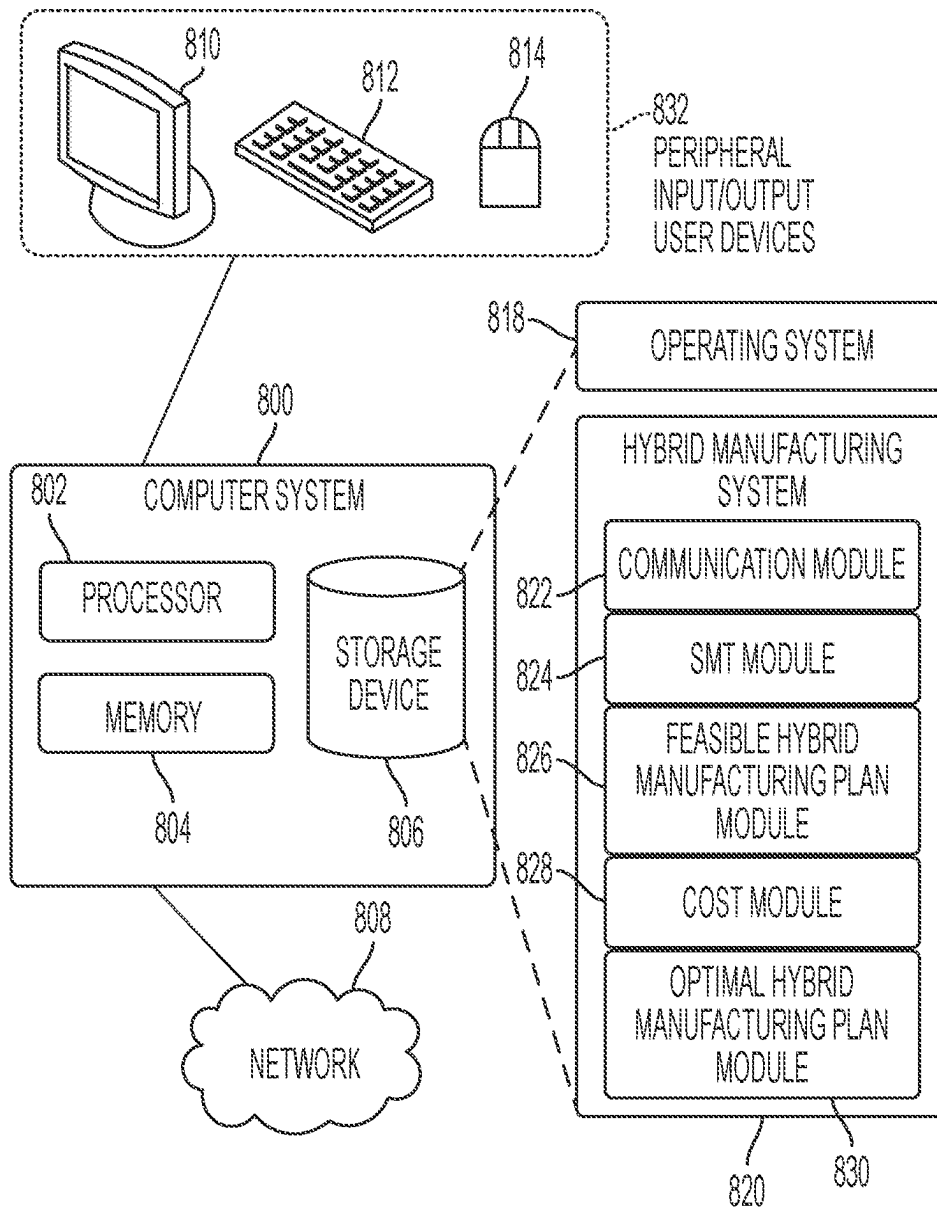 810
812
814
832
PERIPHERAL
INPUT/OUTPUT
USER DEVICES
818
OPERATING SYSTEM
800
COMPUTER SYSTEM
802
PROCESSOR
MEMORY
804
STORAGE
DEVICE
806
808
NETWORK
HYBRID MANUFACTURING
SYSTEM
COMMUNICATION MODULE
822
SMT MODULE
824
FEASIBLE HYBRID
MANUFACTURING PLAN
MODULE
826
COST MODULE
828
OPTIMAL HYBRID
MANUFACTURING PLAN
MODULE
820
830